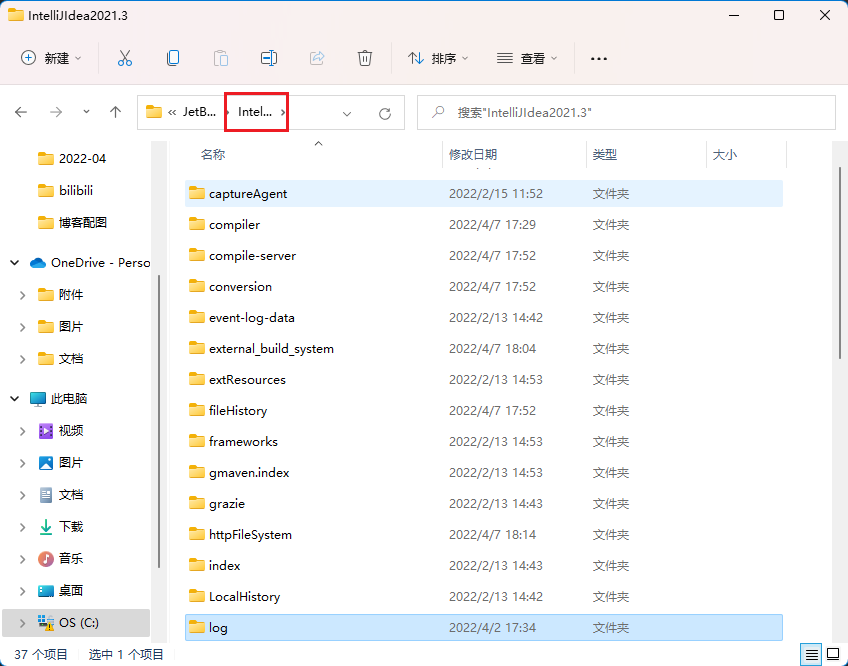 IntelliJIdea2021.3
新建 排序 查看
« JetB... Intel... 搜索"IntelliJIdea2021.3"
名称 修改日期 类型 大小
2022-04
bilibili
博客配图
OneDrive - Perso
附件
图片
文档
此电脑
视频
图片
文档
下载
音乐
桌面
OS (C:)
captureAgent 2022/2/15 11:52 文件夹
compiler 2022/4/7 17:29 文件夹
compile-server 2022/4/7 17:52 文件夹
conversion 2022/4/7 17:52 文件夹
event-log-data 2022/2/13 14:42 文件夹
external_build_system 2022/4/7 18:04 文件夹
extResources 2022/2/13 14:53 文件夹
fileHistory 2022/4/7 17:52 文件夹
frameworks 2022/2/13 14:53 文件夹
gmaven.index 2022/2/13 14:53 文件夹
grazie 2022/2/13 14:43 文件夹
httpFileSystem 2022/4/7 18:14 文件夹
index 2022/2/13 14:43 文件夹
LocalHistory 2022/2/13 14:42 文件夹
log 2022/4/2 17:34 文件夹
37 个项目 选中 1 个项目